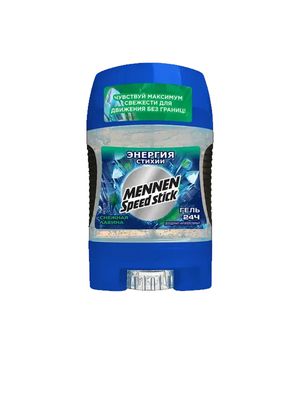 ЧУВСТВУЙ МАКСИМУМ
СВЕЖЕСТИ ДЛЯ
ДВИЖЕНИЯ БЕЗ ГРАНИЦ!
ЭНЕРГИЯ
СТИХИИ
MENNEN
Speed stick
СНЕЖНАЯ
ЛАВИНА
ГЕЛЬ
24Ч